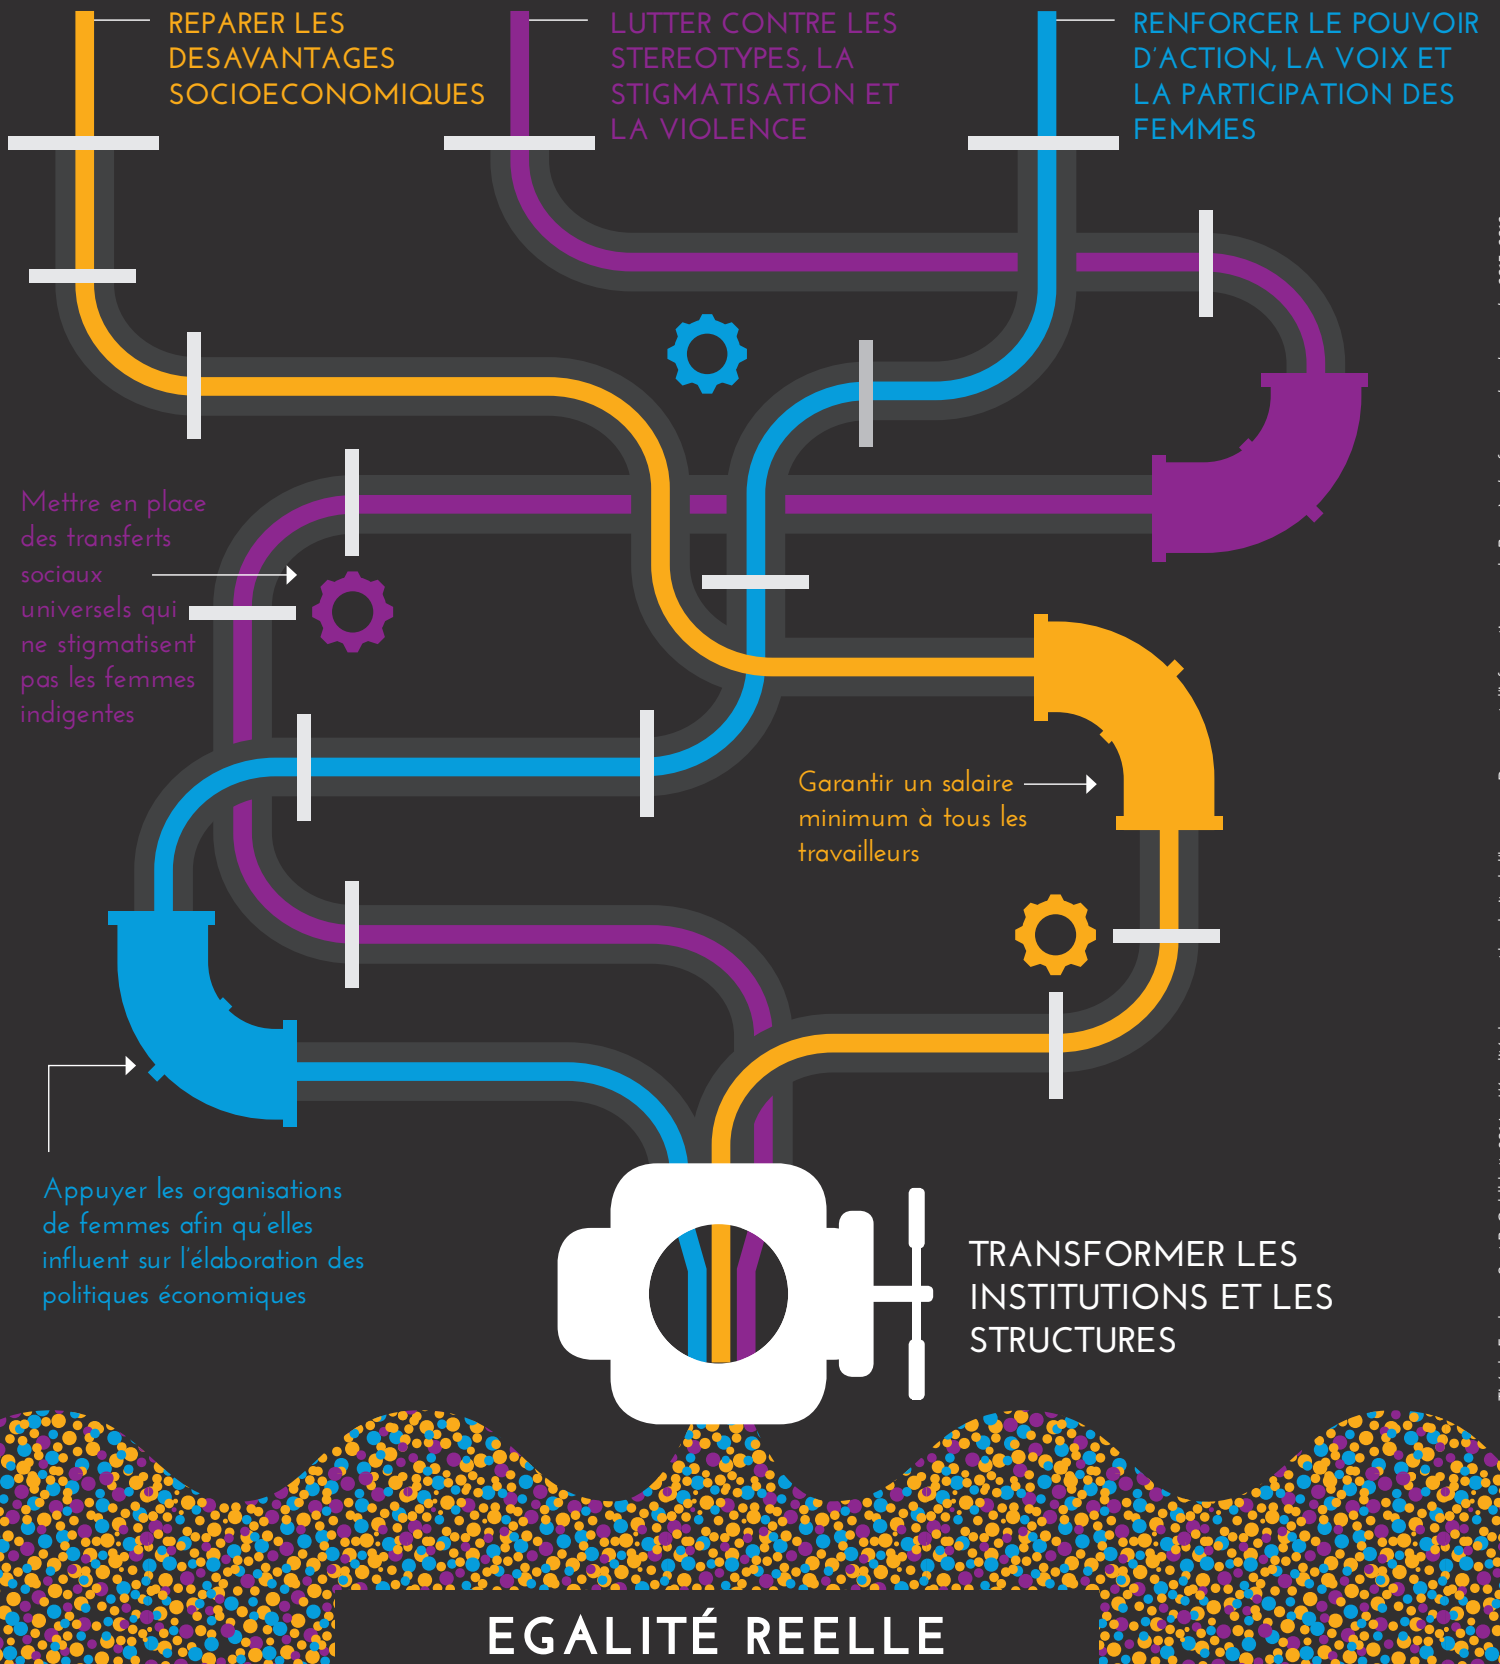 REPARER LES
DESAVANTAGES
SOCIOECONOMIQUES
LUTTER CONTRE LES
STEREOTYPES, LA
STIGMATISATION ET
LA VIOLENCE
RENFORCER LE POUVOIR
D'ACTION, LA VOIX ET
LA PARTICIPATION DES
FEMMES
Mettre en place
des transferts
sociaux
universels qui
ne stigmatisent
pas les femmes
indigentes
Garantir un salaire
minimum à tous les
travailleurs
Appuyer les organisations
de femmes afin qu'elles
influent sur l'élaboration des
politiques économiques
TRANSFORMER LES
INSTITUTIONS ET LES
STRUCTURES
EGALITÉ REELLE